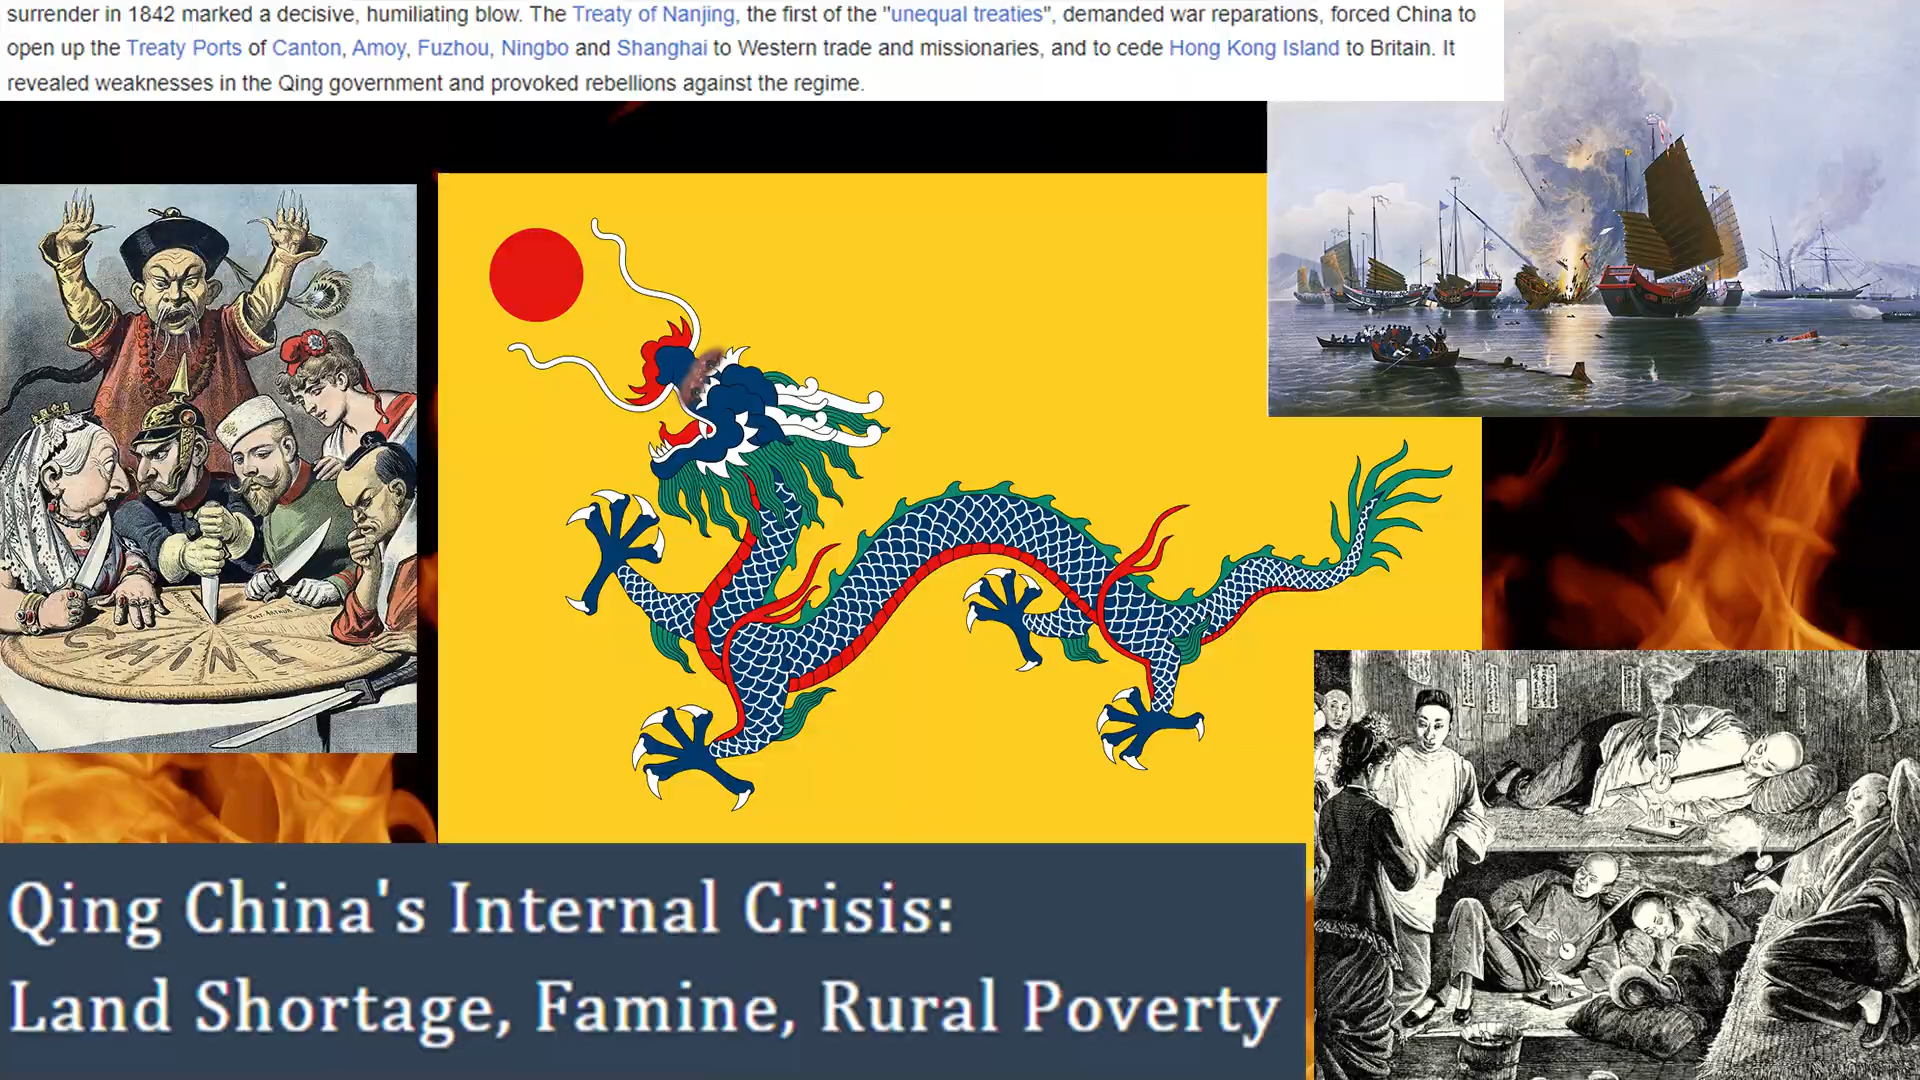 surrender in 1842 marked a decisive, humiliating blow. The Treaty of Nanjing, the first of the "unequal treaties", demanded war reparations, forced China to
open up the Treaty Ports of Canton, Amoy, Fuzhou, Ningbo and Shanghai to Western trade and missionaries, and to cede Hong Kong Island to Britain. It
revealed weaknesses in the Qing government and provoked rebellions against the regime.
PORT-ARTHUR
CHINE
Qing China's Internal Crisis:
Land Shortage, Famine, Rural Poverty